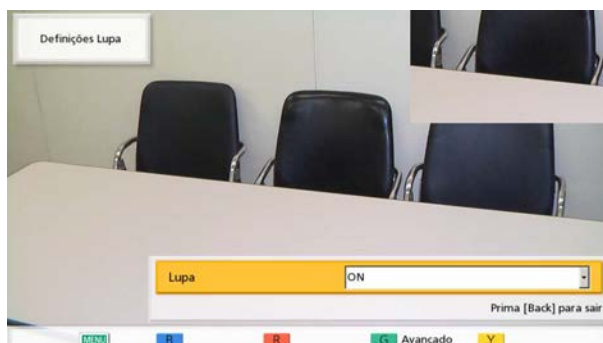 Definições Lupa
Lupa ON
Prima [Back] para sair
MENU B R G Avançado Y